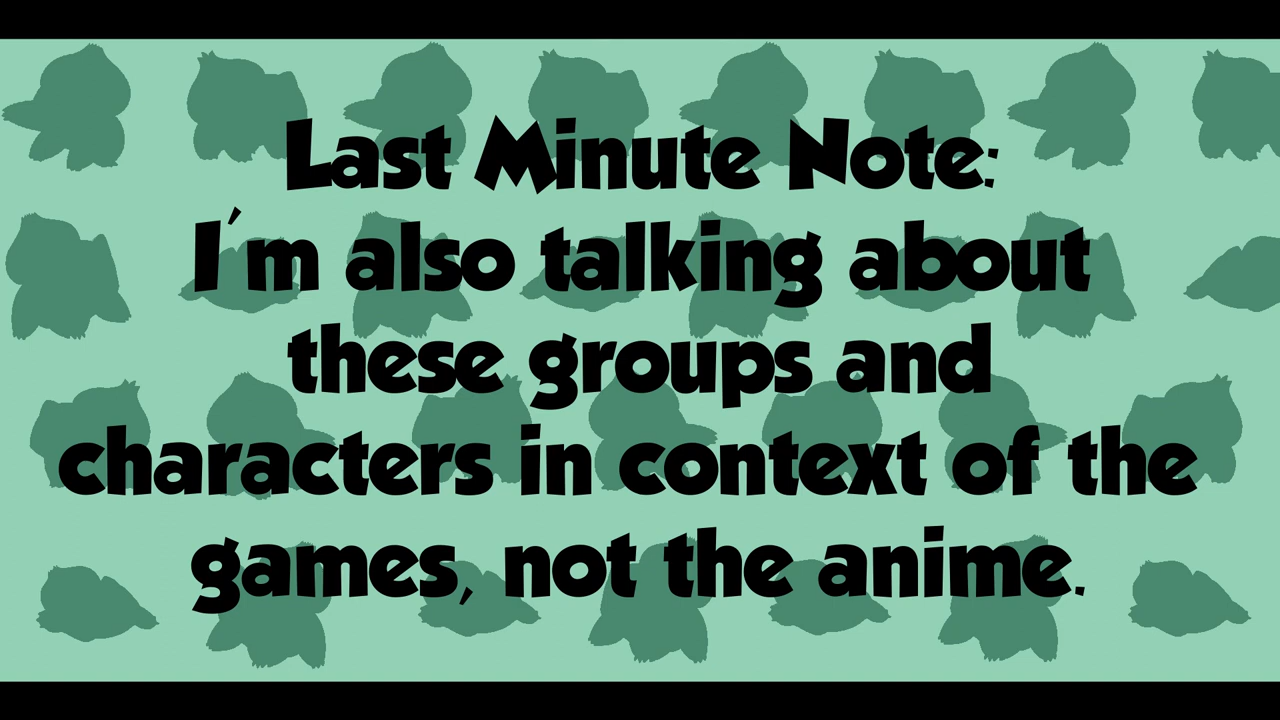 Last Minute Note:
I'm also talking about
these groups and
characters in context of the
games, not the anime.